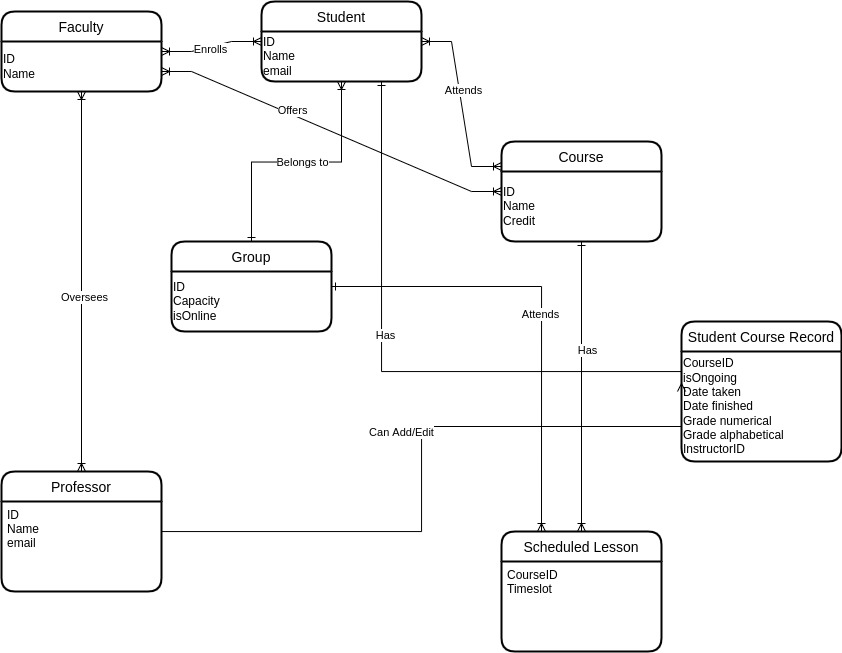 Faculty
ID
Name
Enrolls
Student
ID
Name
email
Attends
Offers
Belongs to
Course
ID
Name
Credit
Group
ID
Capacity
isOnline
Oversees
Attends
Has
Has
Student Course Record
CourseID
isOngoing
Date taken
Date finished
Grade numerical
Grade alphabetical
InstructorID
Can Add/Edit
Professor
ID
Name
email
Scheduled Lesson
CourseID
Timeslot